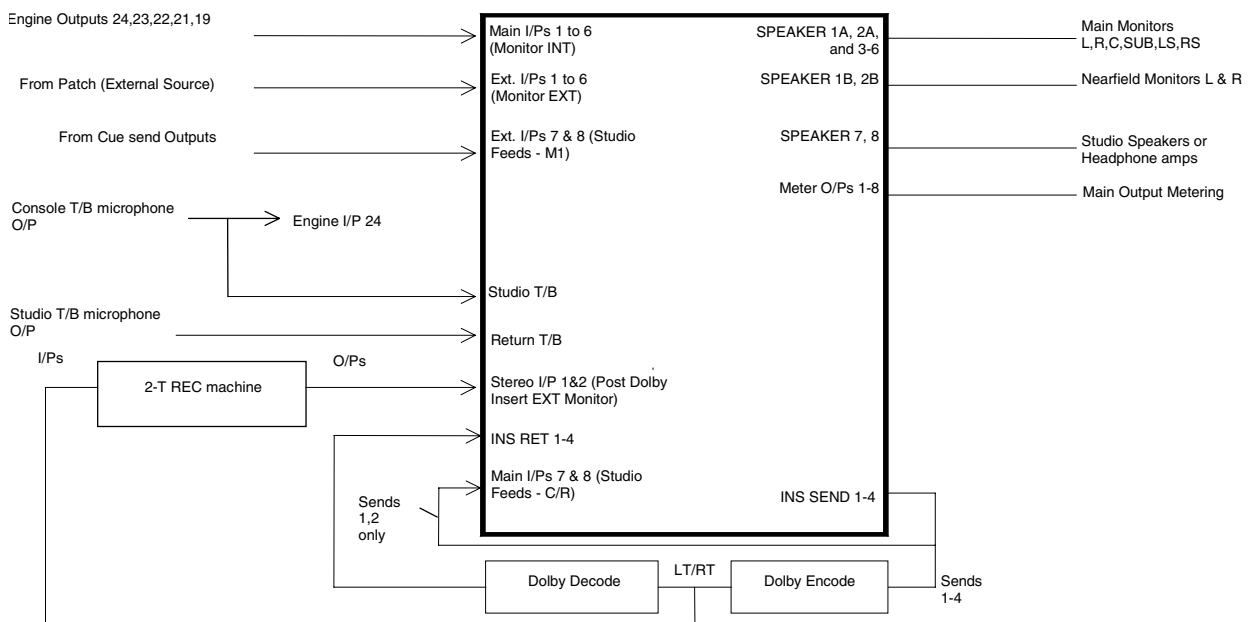 Engine Outputs 24,23,22,21,19
From Patch (External Source)
From Cue send Outputs
Console T/B microphone
O/P
Engine I/P 24
Studio T/B microphone
O/P
I/Ps
2-T REC machine
O/Ps
Main I/Ps 1 to 6
(Monitor INT)
Ext. I/Ps 1 to 6
(Monitor EXT)
Ext. I/Ps 7 & 8 (Studio
Feeds - M1)
Studio T/B
Return T/B
Stereo I/P 1&2 (Post Dolby
Insert EXT Monitor)
INS RET 1-4
Main I/Ps 7 & 8 (Studio
Feeds - C/R)
Sends
1,2
only
SPEAKER 1A, 2A,
and 3-6
SPEAKER 1B, 2B
SPEAKER 7, 8
Meter O/Ps 1-8
INS SEND 1-4
Main Monitors
L,R,C,SUB,LS,RS
Nearfield Monitors L & R
Studio Speakers or
Headphone amps
Main Output Metering
Dolby Decode
LT/RT
Dolby Encode
Sends
1-4